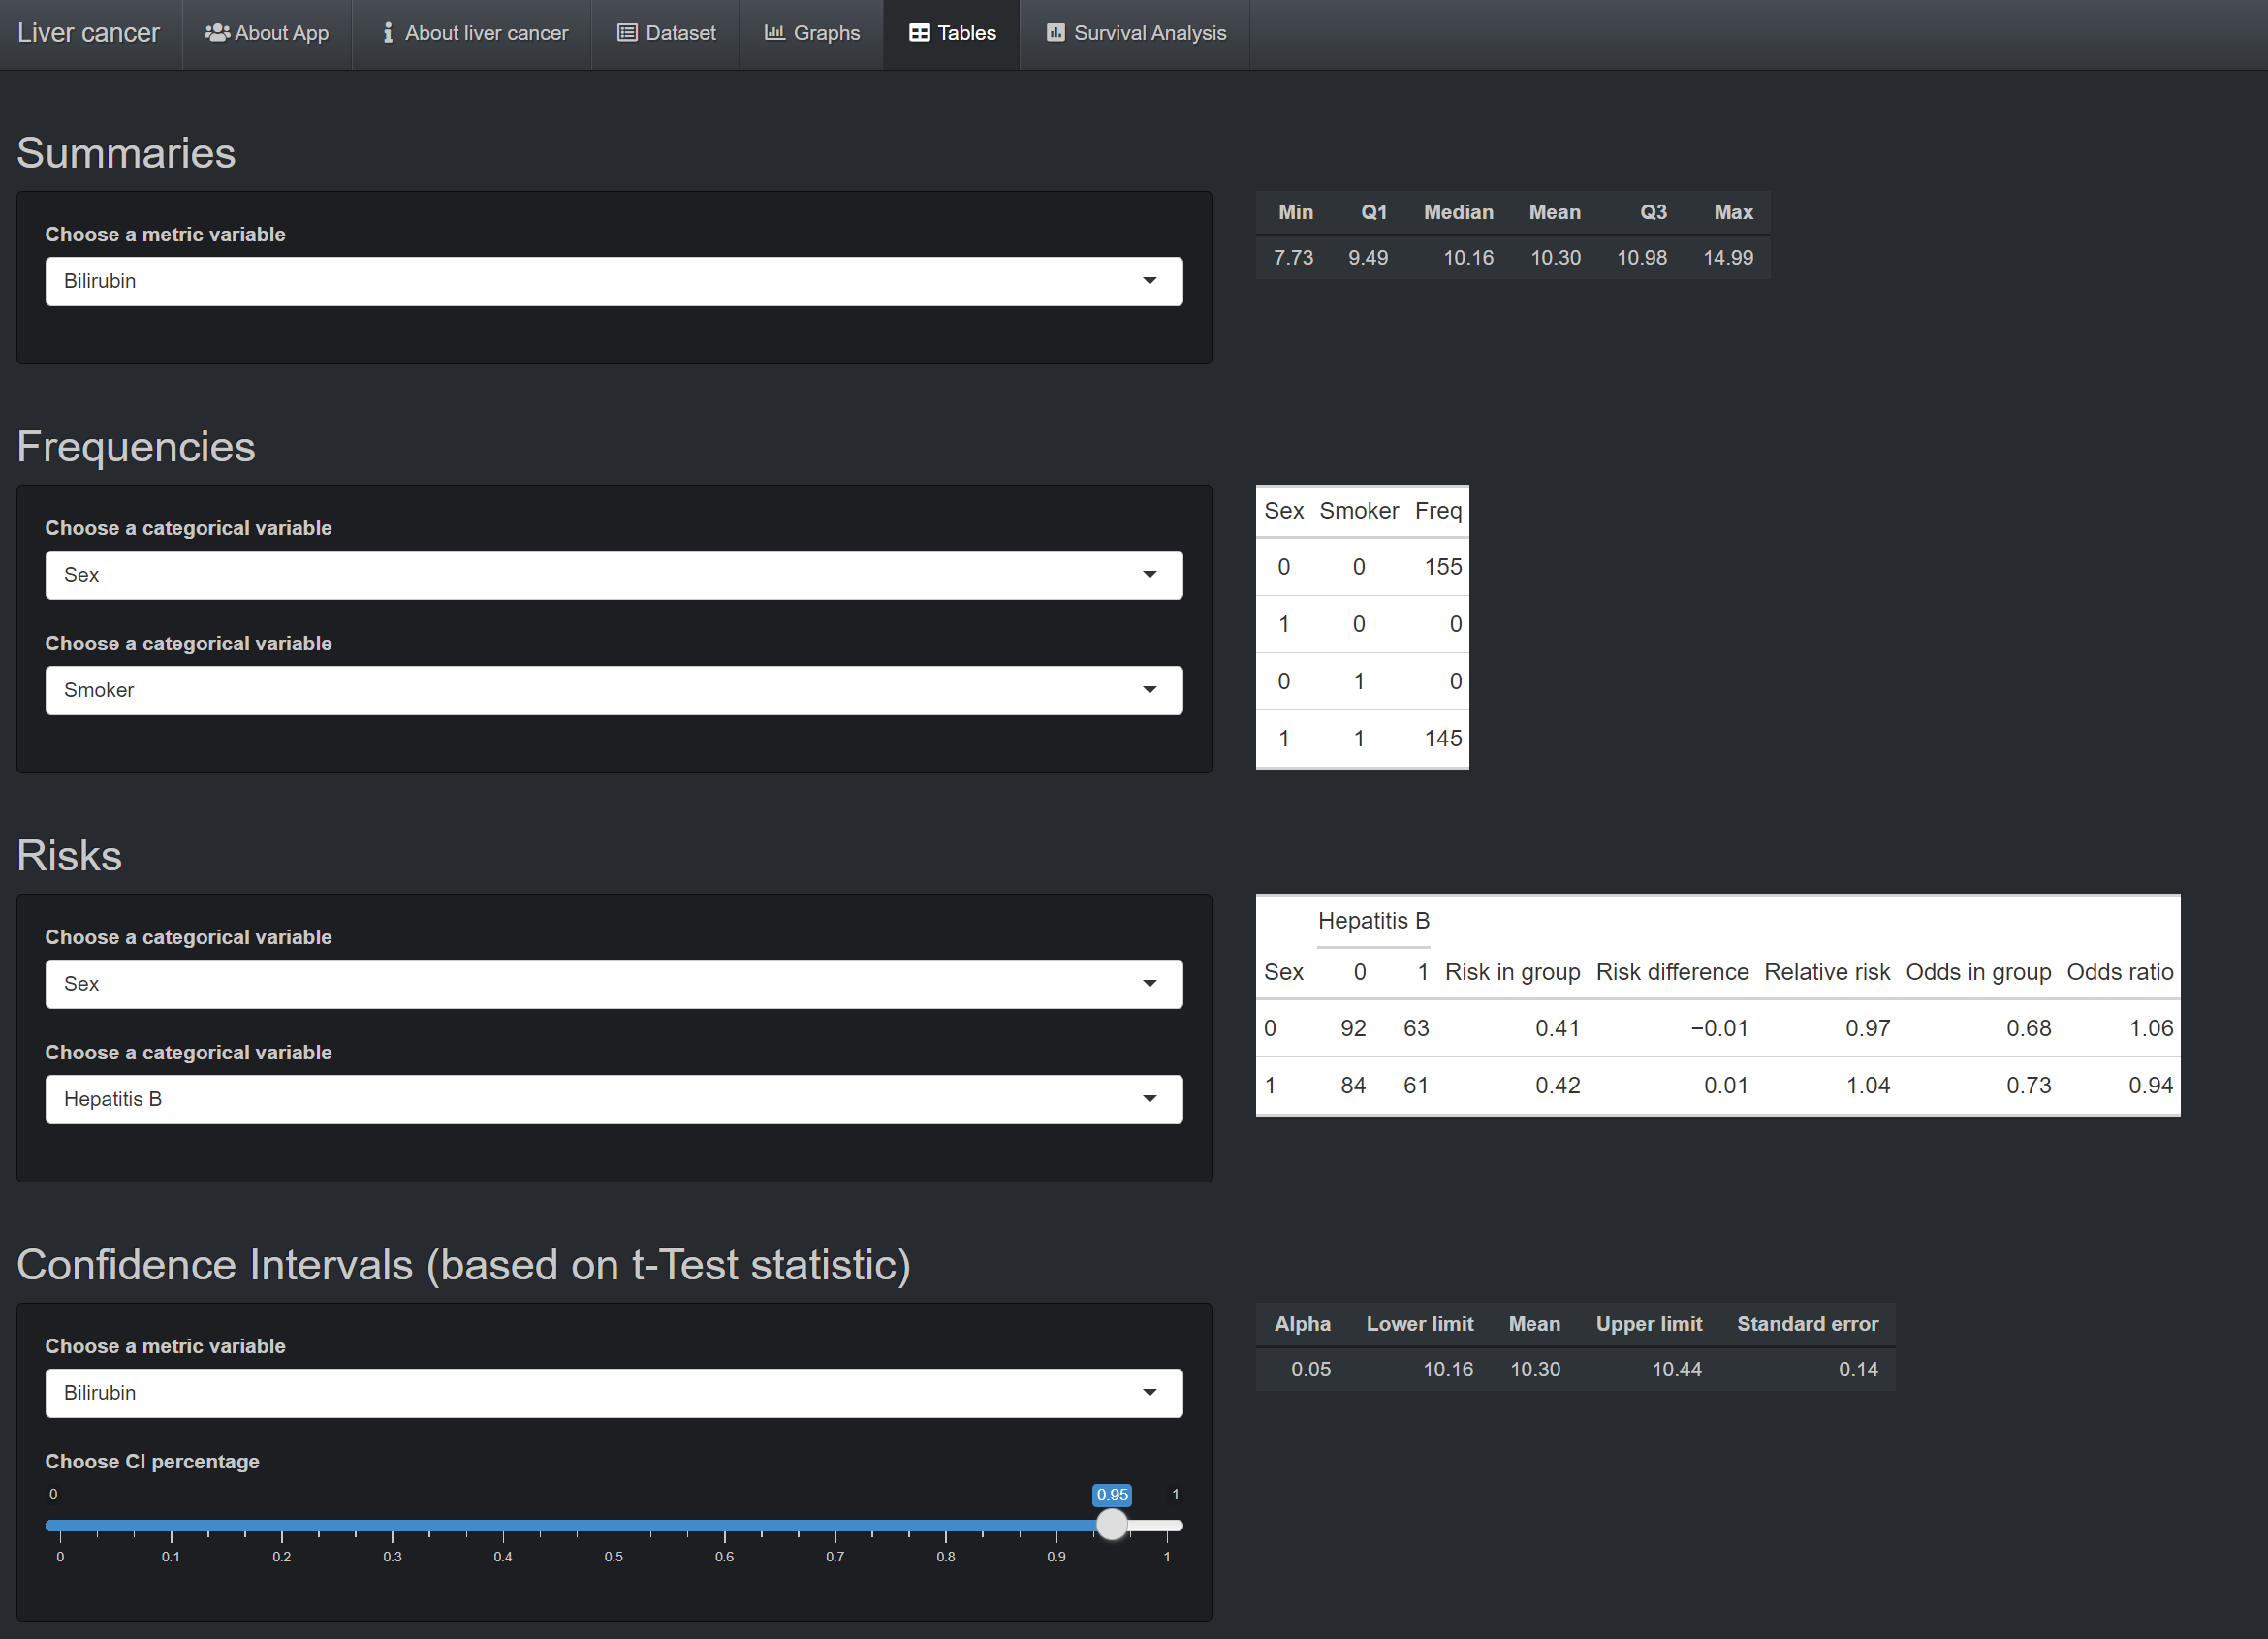 Liver cancer About App About liver cancer Dataset Graphs Tables Survival Analysis
Summaries
Choose a metric variable
Bilirubin
Min Q1 Median Mean Q3 Max
7.73 9.49 10.16 10.30 10.98 14.99
Frequencies
Choose a categorical variable
Sex
Choose a categorical variable
Smoker
Sex Smoker Freq
0 0 155
1 0 0
0 1 0
1 1 145
Risks
Choose a categorical variable
Sex
Choose a categorical variable
Hepatitis B
Hepatitis B
Sex 0 1 Risk in group Risk difference Relative risk Odds in group Odds ratio
0 92 63 0.41 −0.01 0.97 0.68 1.06
1 84 61 0.42 0.01 1.04 0.73 0.94
Confidence Intervals (based on t-Test statistic)
Choose a metric variable
Bilirubin
Choose CI percentage
0 0.95 1
0 0.1 0.2 0.3 0.4 0.5 0.6 0.7 0.8 0.9 1
Alpha Lower limit Mean Upper limit Standard error
0.05 10.16 10.30 10.44 0.14